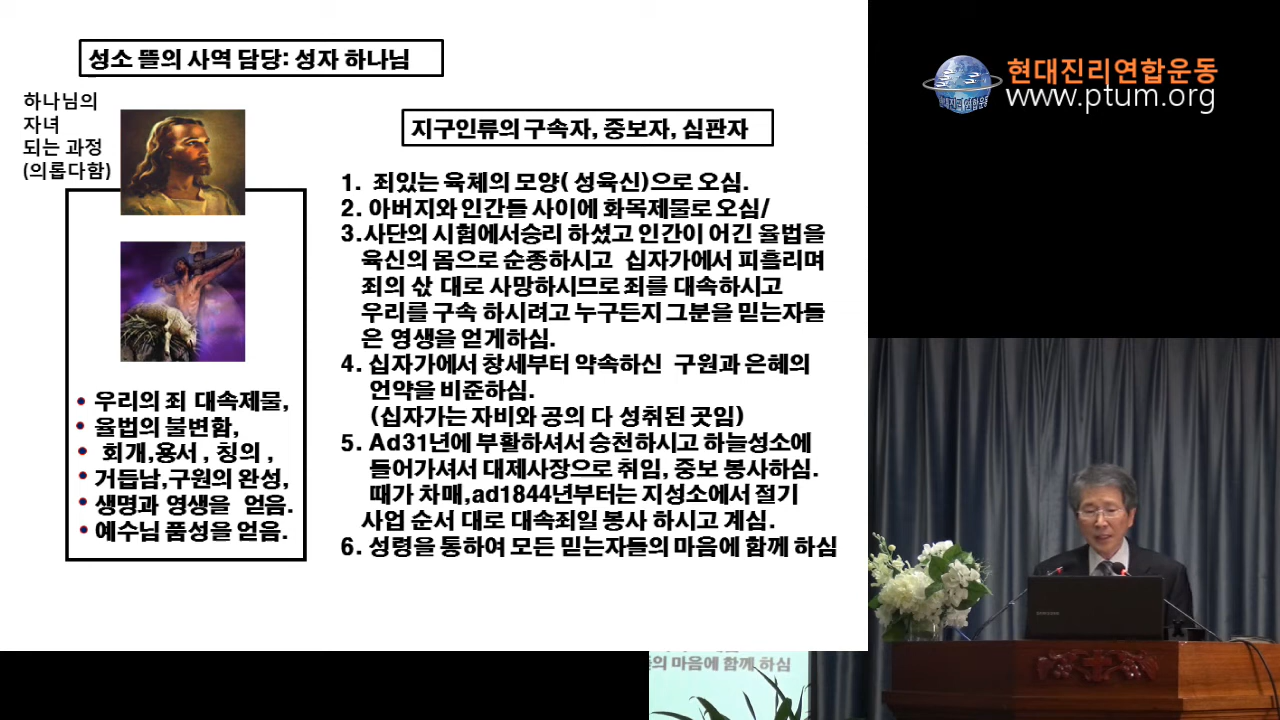 성소 뜰의 사역 담당: 성자 하나님
하나님의
자녀
되는 과정
(의롭다함)
• 우리의 죄 대속제물,
• 율법의 불변함,
• 회개,용서 , 칭의 ,
• 거듭남,구원의 완성,
• 생명과 영생을 얻음.
• 예수님 품성을 얻음.
지구인류의 구속자, 중보자, 심판자
1. 죄있는 육체의 모양( 성육신)으로 오심.
2. 아버지와 인간들 사이에 화목제물로 오심/
3.사단의 시험에서승리 하셨고 인간이 어긴 율법을
육신의 몸으로 순종하시고 십자가에서 피흘리며
죄의 삯 대로 사망하시므로 죄를 대속하시고
우리를 구속 하시려고 누구든지 그분을 믿는자들
은 영생을 얻게하심.
4. 십자가에서 창세부터 약속하신 구원과 은혜의
언약을 비준하심.
(십자가는 자비와 공의 다 성취된 곳임)
5. Ad31년에 부활하셔서 승천하시고 하늘성소에
들어가셔서 대제사장으로 취임, 중보 봉사하심.
때가 차매,ad1844년부터는 지성소에서 절기
사업 순서 대로 대속죄일 봉사 하시고 계심.
6. 성령을 통하여 모든 믿는자들의 마음에 함께 하심
현대진리연합운동
www.ptum.org
현대진리연합운동
SAMSUNG
의 마음에 함께 하심